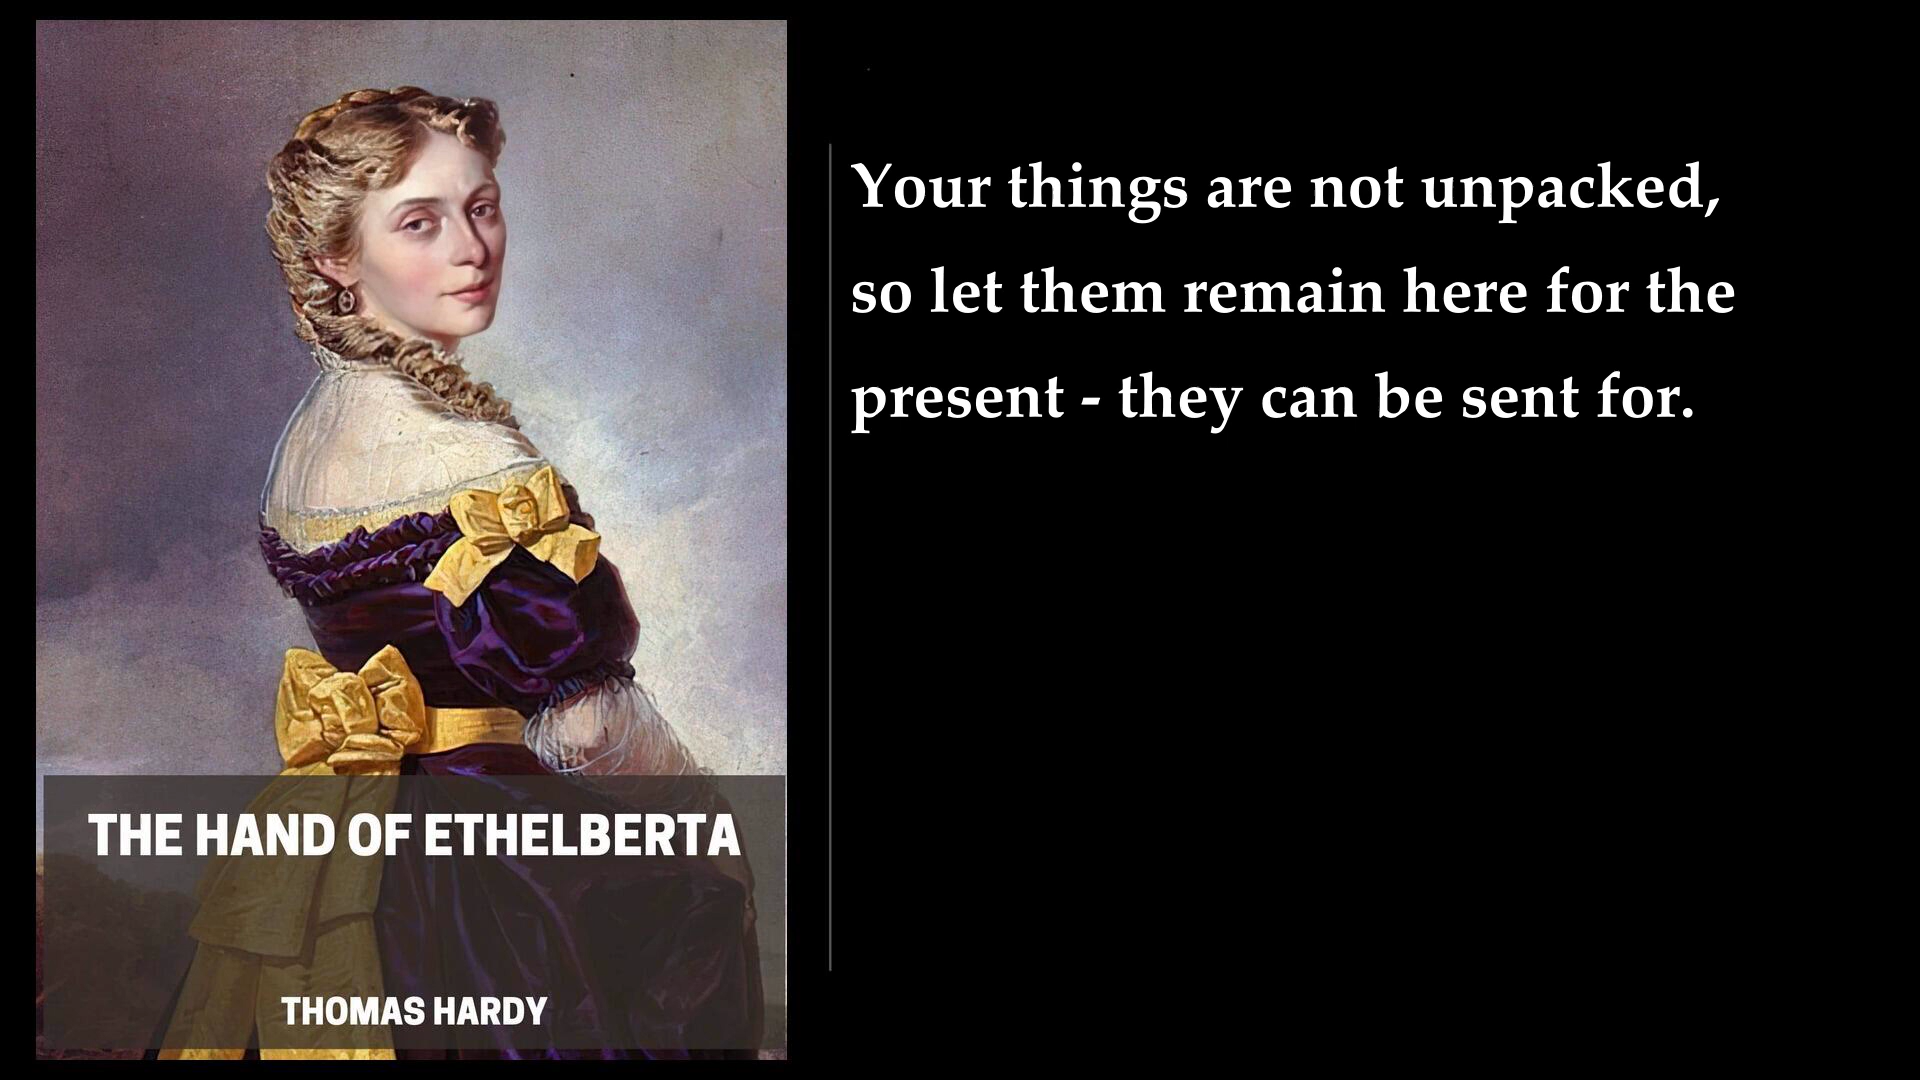 THE HAND OF ETHELBERTA
THOMAS HARDY
Your things are not unpacked,
so let them remain here for the
present - they can be sent for.